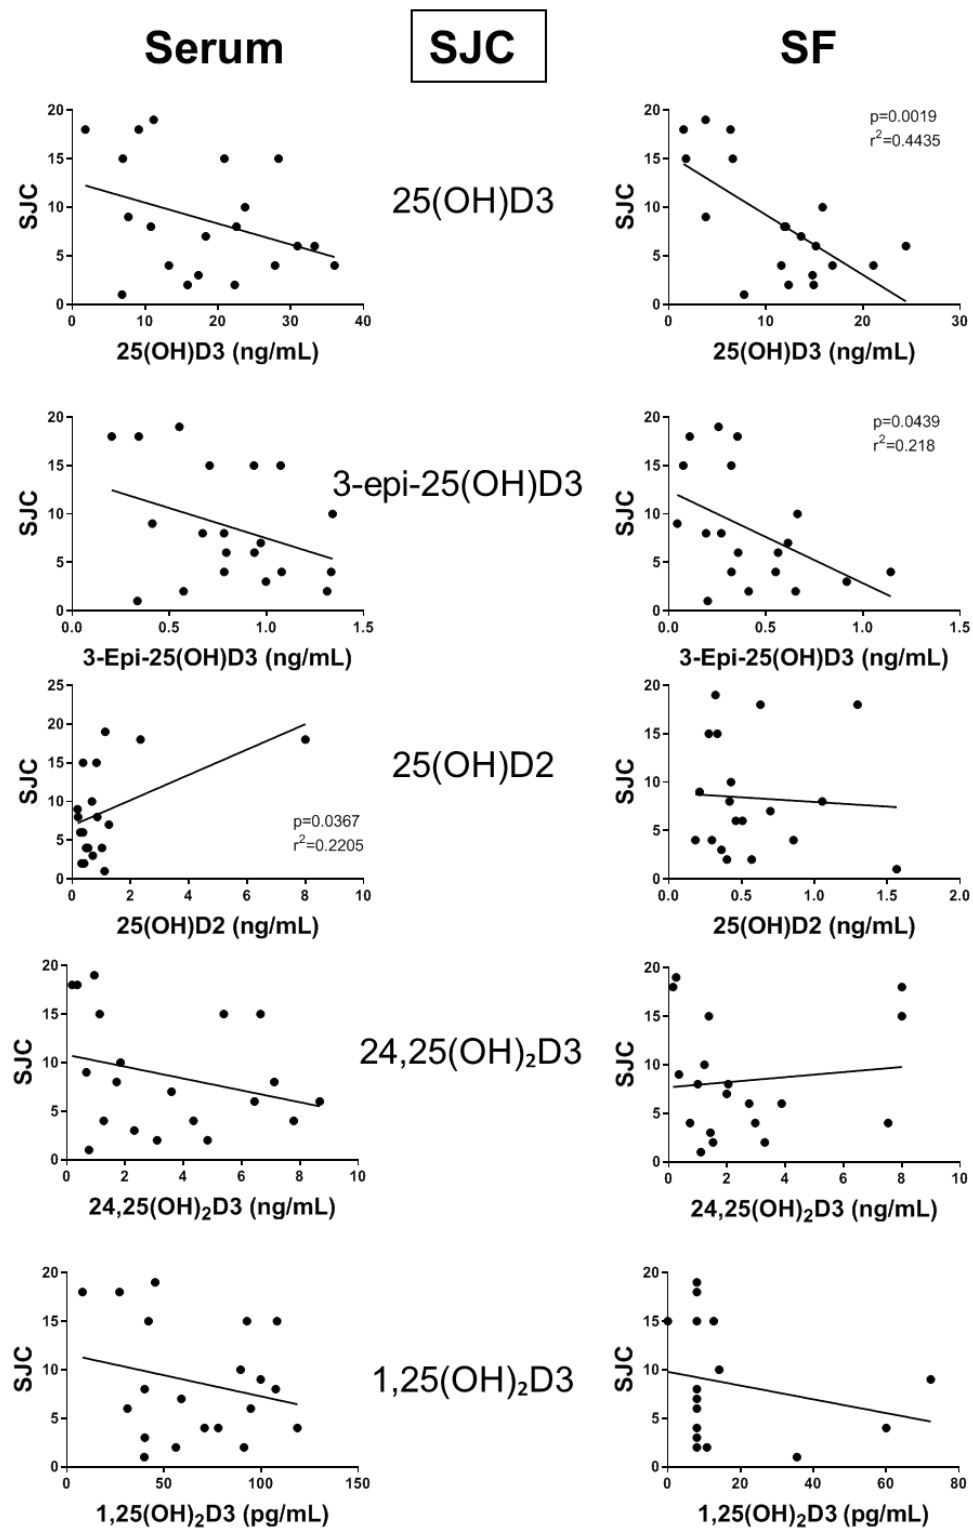 Serum
SJC
SF
20
15
10
5
0
SJC
0 10 20 30 40
25(OH)D3 (ng/mL)
25(OH)D3
20
15
10
5
0
SJC
p=0.0019
r²=0.4435
0 10 20 30
25(OH)D3 (ng/mL)
20
15
10
5
0
SJC
0.0 0.5 1.0 1.5
3-Epi-25(OH)D3 (ng/mL)
3-epi-25(OH)D3
20
15
10
5
0
SJC
p=0.0439
r²=0.218
0.0 0.5 1.0 1.5
3-Epi-25(OH)D3 (ng/mL)
25
20
15
10
5
0
SJC
p=0.0367
r²=0.2205
0 2 4 6 8 10
25(OH)D2 (ng/mL)
25(OH)D2
20
15
10
5
0
SJC
0.0 0.5 1.0 1.5 2.0
25(OH)D2 (ng/mL)
20
15
10
5
0
SJC
0 2 4 6 8 10
24,25(OH)₂D3 (ng/mL)
24,25(OH)₂D3
20
15
10
5
0
SJC
0 2 4 6 8 10
24,25(OH)₂D3 (ng/mL)
20
15
10
5
0
SJC
0 50 100 150
1,25(OH)₂D3 (pg/mL)
1,25(OH)₂D3
20
15
10
5
0
SJC
0 20 40 60 80
1,25(OH)₂D3 (pg/mL)